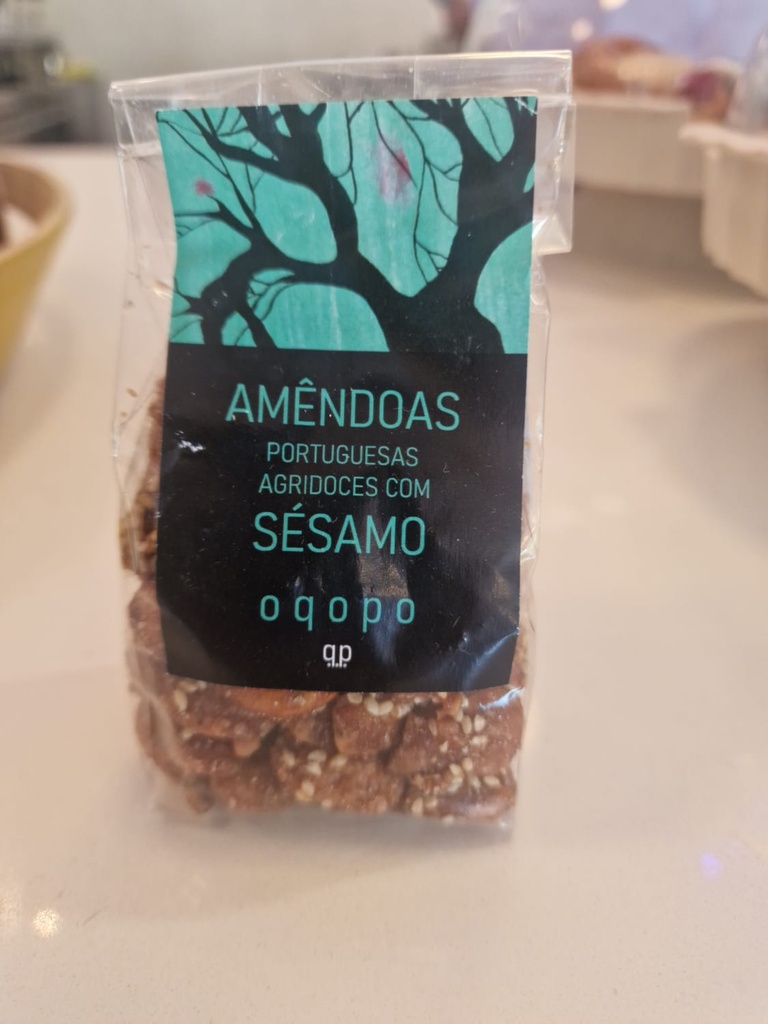 AMÊNDOAS
PORTUGUESAS
AGRIDOCES COM
SÉSAMO
oqopo
qp